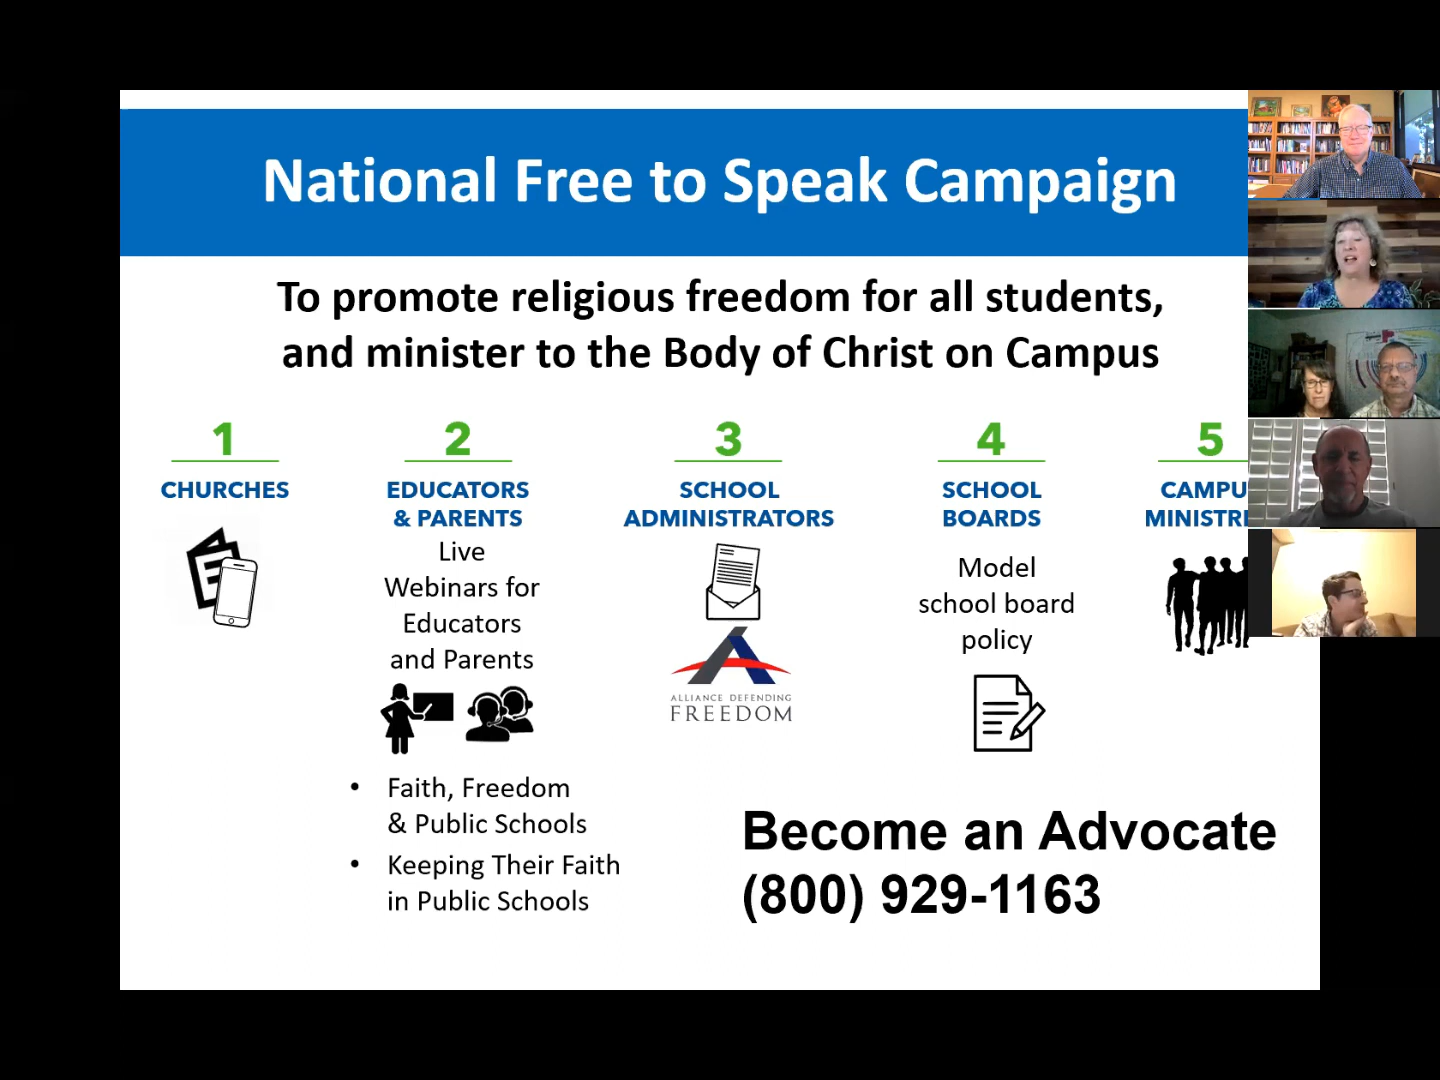 National Free to Speak Campaign
To promote religious freedom for all students,
and minister to the Body of Christ on Campus
1
CHURCHES
2
EDUCATORS
& PARENTS
Live
Webinars for
Educators
and Parents
• Faith, Freedom
& Public Schools
• Keeping Their Faith
in Public Schools
3
SCHOOL
ADMINISTRATORS
ALLIANCE DEFENDING
FREEDOM
4
SCHOOL
BOARDS
Model
school board
policy
5
CAMPU
MINISTR
Become an Advocate
(800) 929-1163